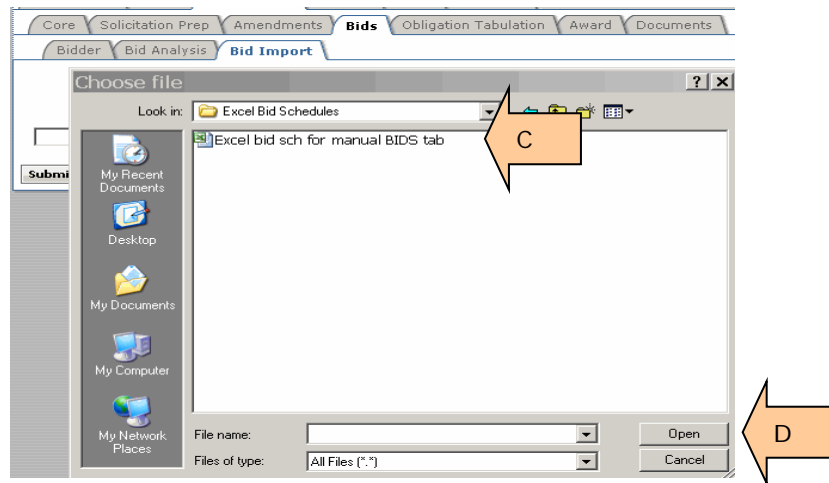 Core Solicitation Prep Amendments Bids Obligation Tabulation Award Documents
Bidder Bid Analysis Bid Import
Choose file ? X
Look in: Excel Bid Schedules
Excel bid sch for manual BIDS tab
C
My Recent
Documents
Desktop
My Documents
My Computer
My Network
Places
File name: Open
D
Files of type: All Files (*.*) Cancel